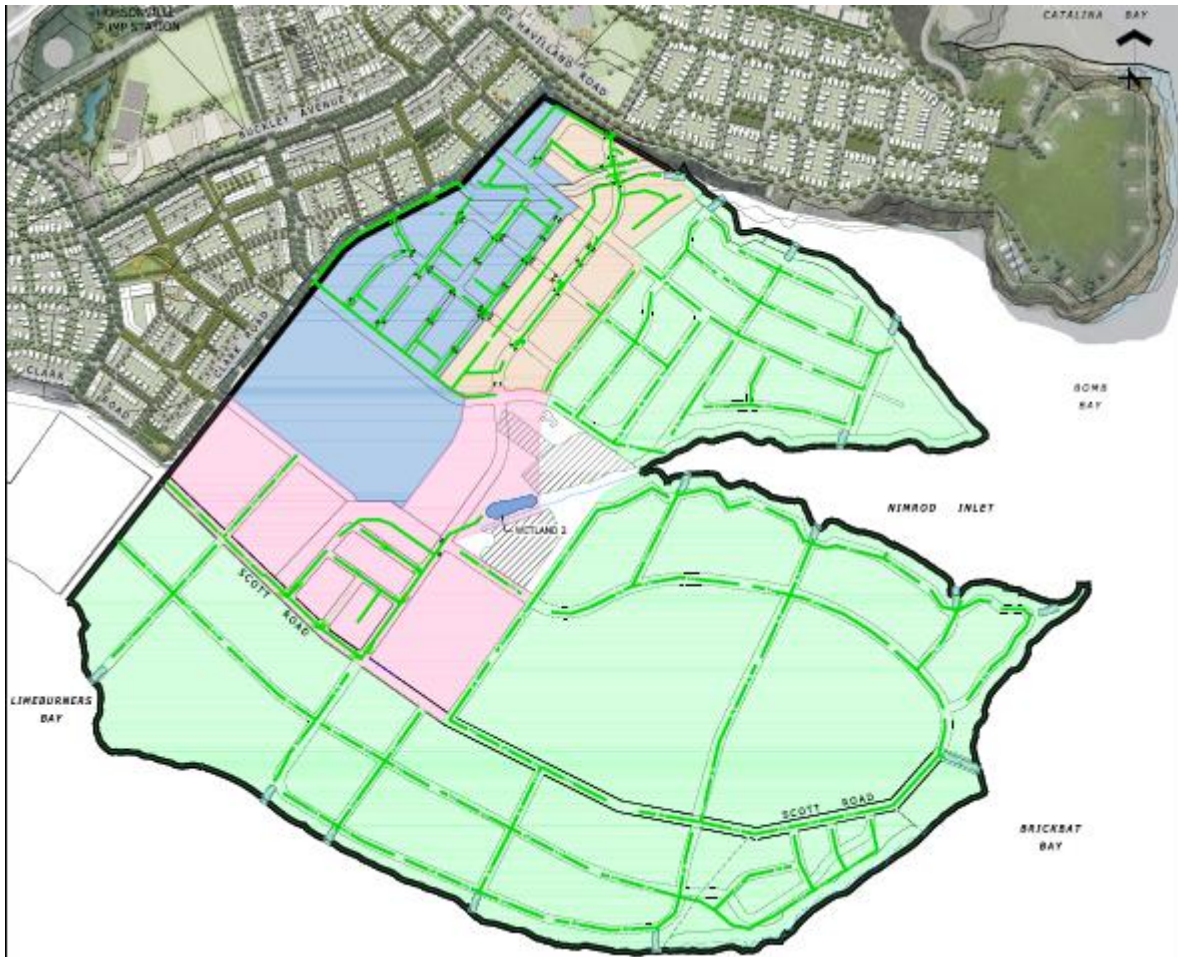 HOBSONVILLE
PUMP STATION
CATALINA BAY
N
DE HAVILLAND ROAD
BUCKLEY AVENUE
CLARK ROAD
CLARK
ROAD
BOMB
BAY
NIMROD INLET
WETLAND 2
SCOTT ROAD
LIMEBURNERS
BAY
SCOTT ROAD
BRICKBAT
BAY